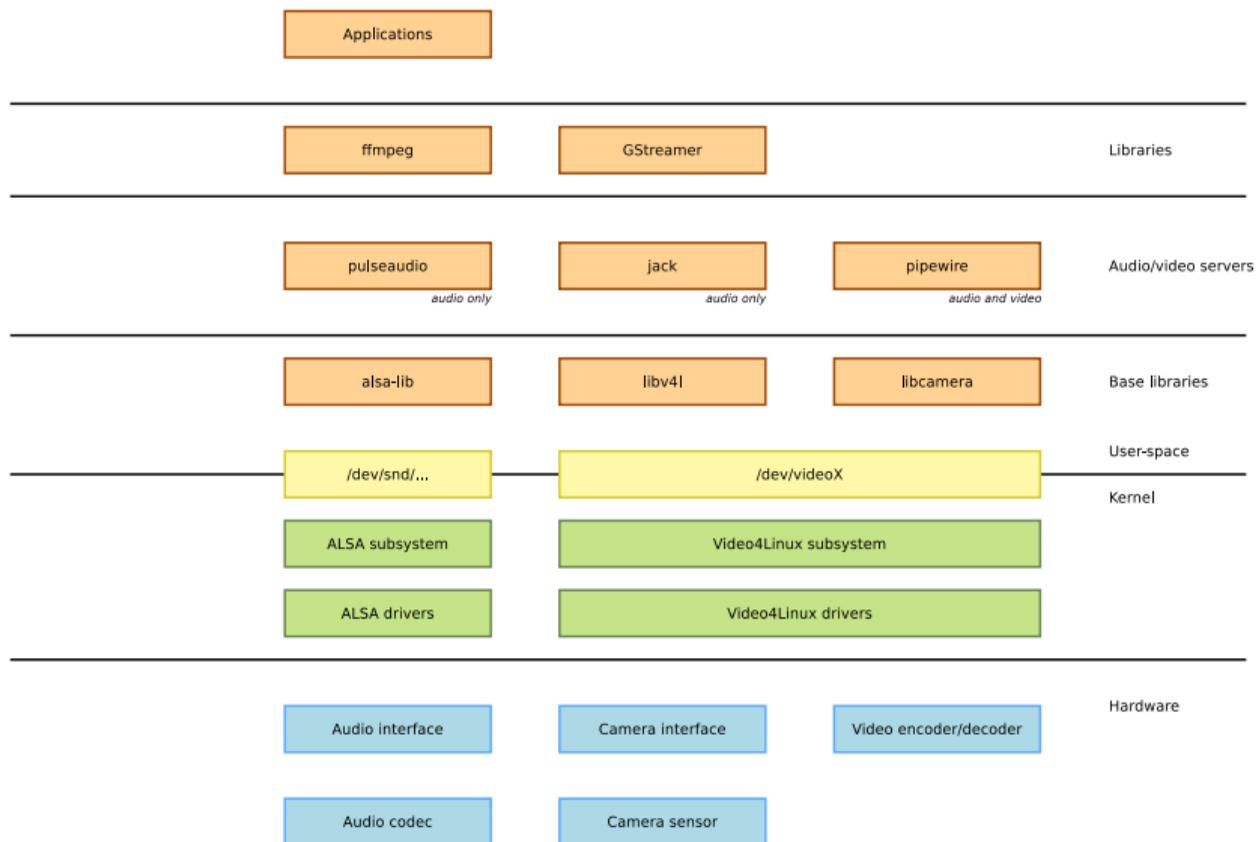 Applications
ffmpeg
GStreamer
Libraries
pulseaudio
jack
pipewire
Audio/video servers
audio only
audio only
audio and video
alsa-lib
libv4l
libcamera
Base libraries
User-space
/dev/snd/...
/dev/videoX
Kernel
ALSA subsystem
Video4Linux subsystem
ALSA drivers
Video4Linux drivers
Hardware
Audio interface
Camera interface
Video encoder/decoder
Audio codec
Camera sensor